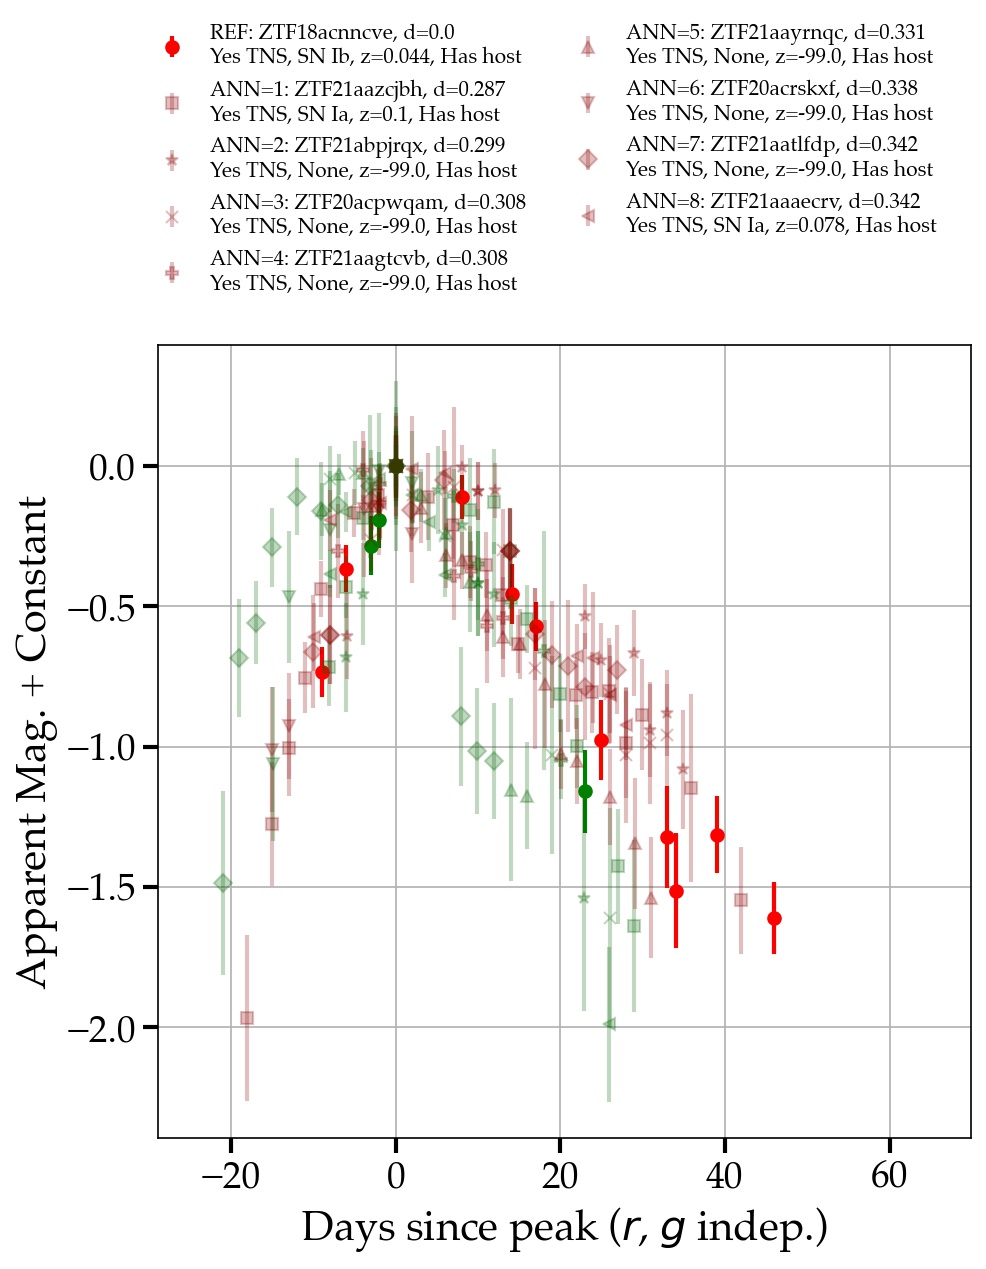 REF: ZTF18acnncve, d=0.0
Yes TNS, SN Ib, z=0.044, Has host
ANN=1: ZTF21aazcjbh, d=0.287
Yes TNS, SN Ia, z=0.1, Has host
ANN=2: ZTF21abpjrqx, d=0.299
Yes TNS, None, z=-99.0, Has host
ANN=3: ZTF20acpwqam, d=0.308
Yes TNS, None, z=-99.0, Has host
ANN=4: ZTF21aagtcvb, d=0.308
Yes TNS, None, z=-99.0, Has host
ANN=5: ZTF21aayrnqc, d=0.331
Yes TNS, None, z=-99.0, Has host
ANN=6: ZTF20acrskxf, d=0.338
Yes TNS, None, z=-99.0, Has host
ANN=7: ZTF21aatlfdp, d=0.342
Yes TNS, None, z=-99.0, Has host
ANN=8: ZTF21aaaecrv, d=0.342
Yes TNS, SN Ia, z=0.078, Has host
Apparent Mag. + Constant
0.0
−0.5
−1.0
−1.5
−2.0
−20
0
20
40
60
Days since peak (r, g indep.)